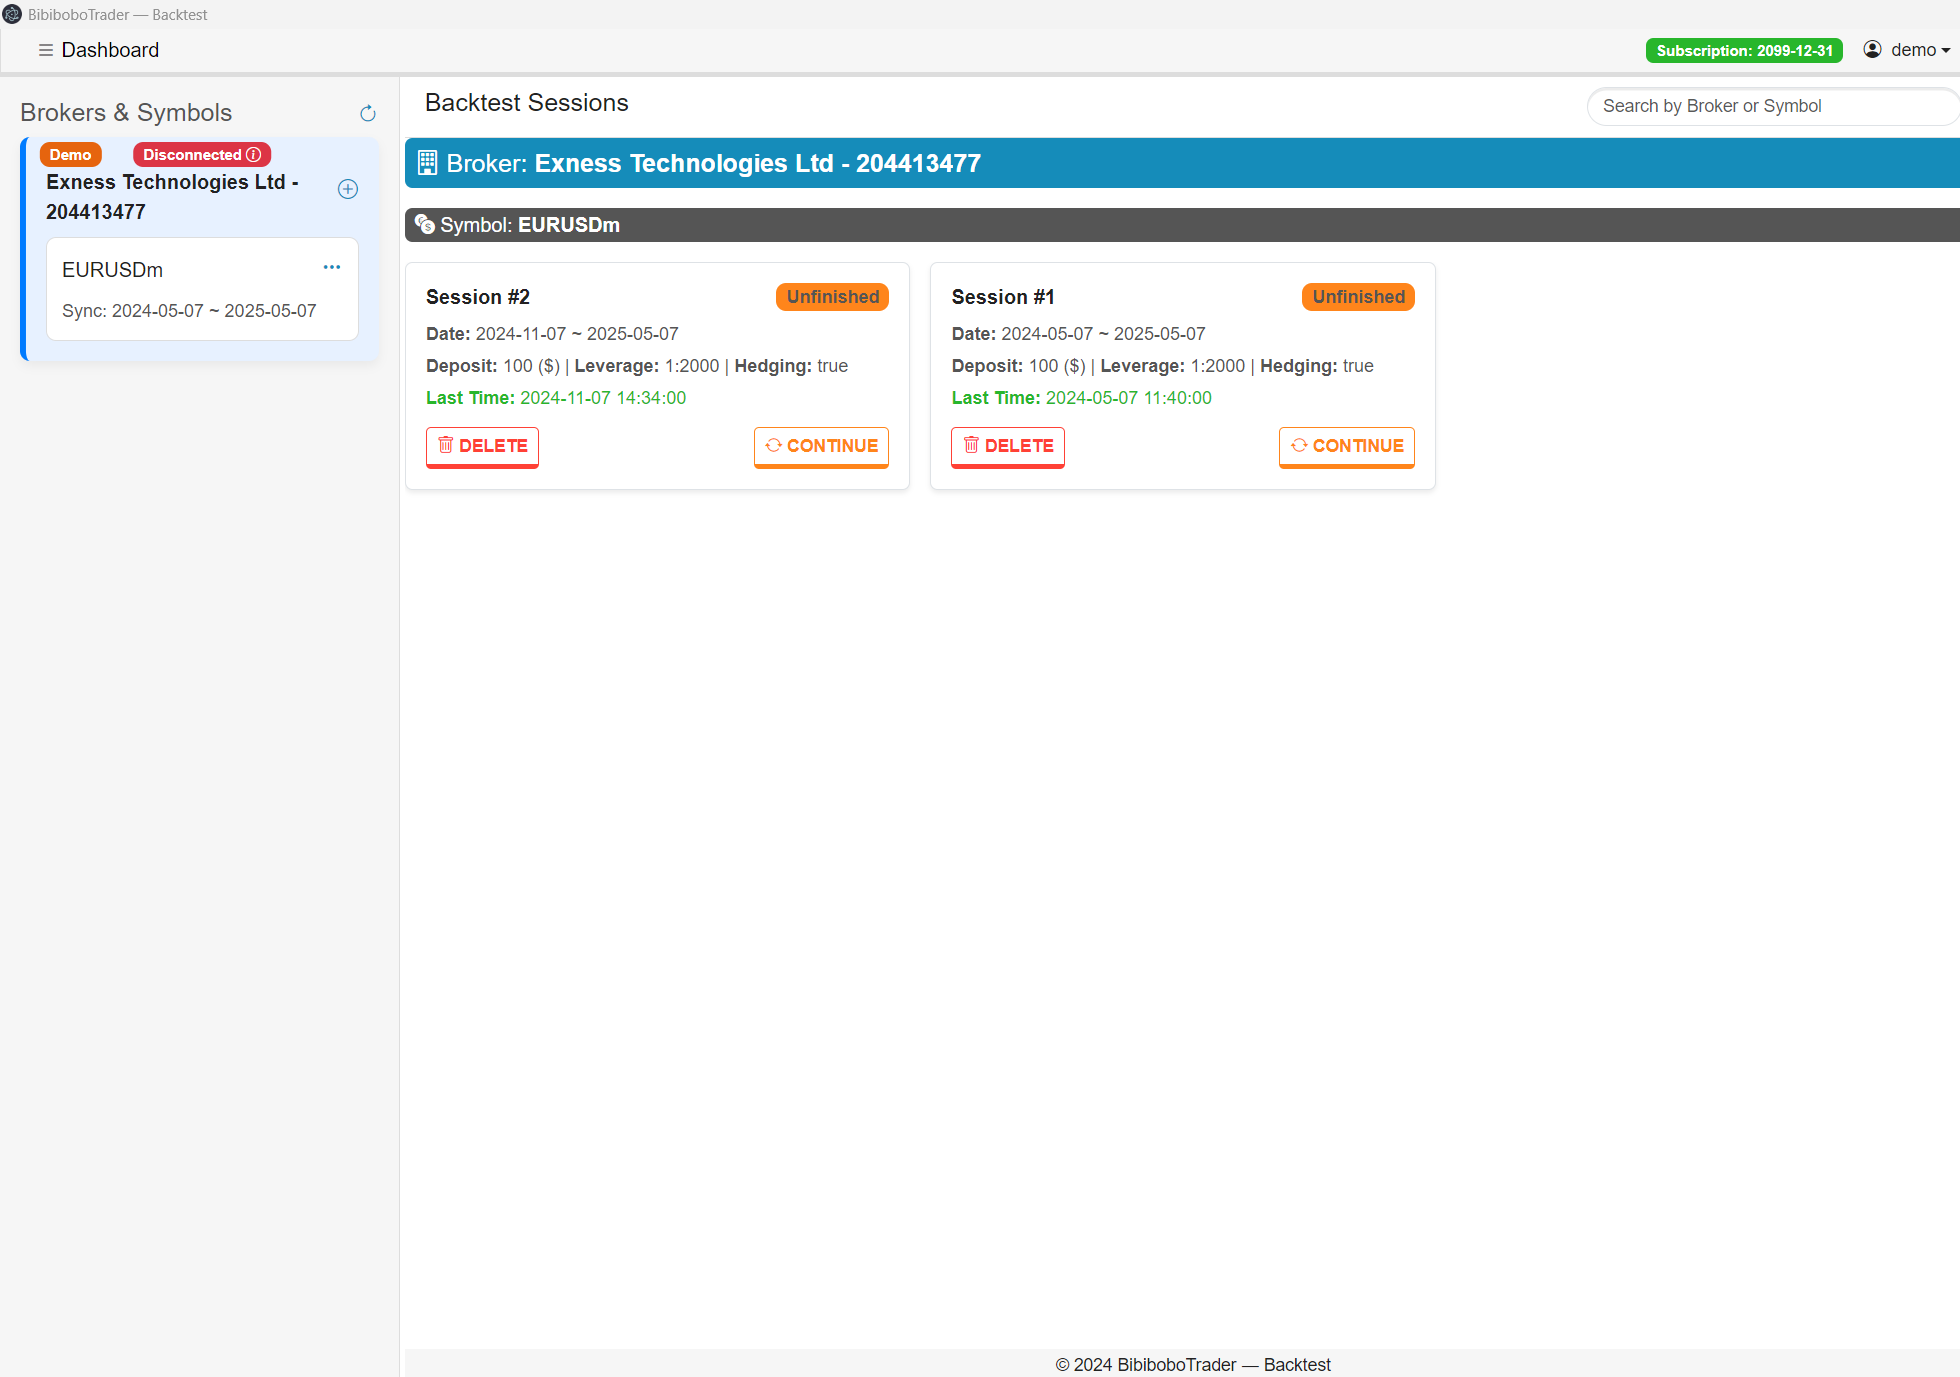 BibiboboTrader — Backtest
Dashboard
Subscription: 2099-12-31
demo
Brokers & Symbols
Demo
Disconnected
Exness Technologies Ltd -
204413477
EURUSDm
Sync: 2024-05-07 ~ 2025-05-07
Backtest Sessions
Search by Broker or Symbol
Broker: Exness Technologies Ltd - 204413477
Symbol: EURUSDm
Session #2
Unfinished
Date: 2024-11-07 ~ 2025-05-07
Deposit: 100 ($) | Leverage: 1:2000 | Hedging: true
Last Time: 2024-11-07 14:34:00
DELETE
CONTINUE
Session #1
Unfinished
Date: 2024-05-07 ~ 2025-05-07
Deposit: 100 ($) | Leverage: 1:2000 | Hedging: true
Last Time: 2024-05-07 11:40:00
DELETE
CONTINUE
© 2024 BibiboboTrader — Backtest